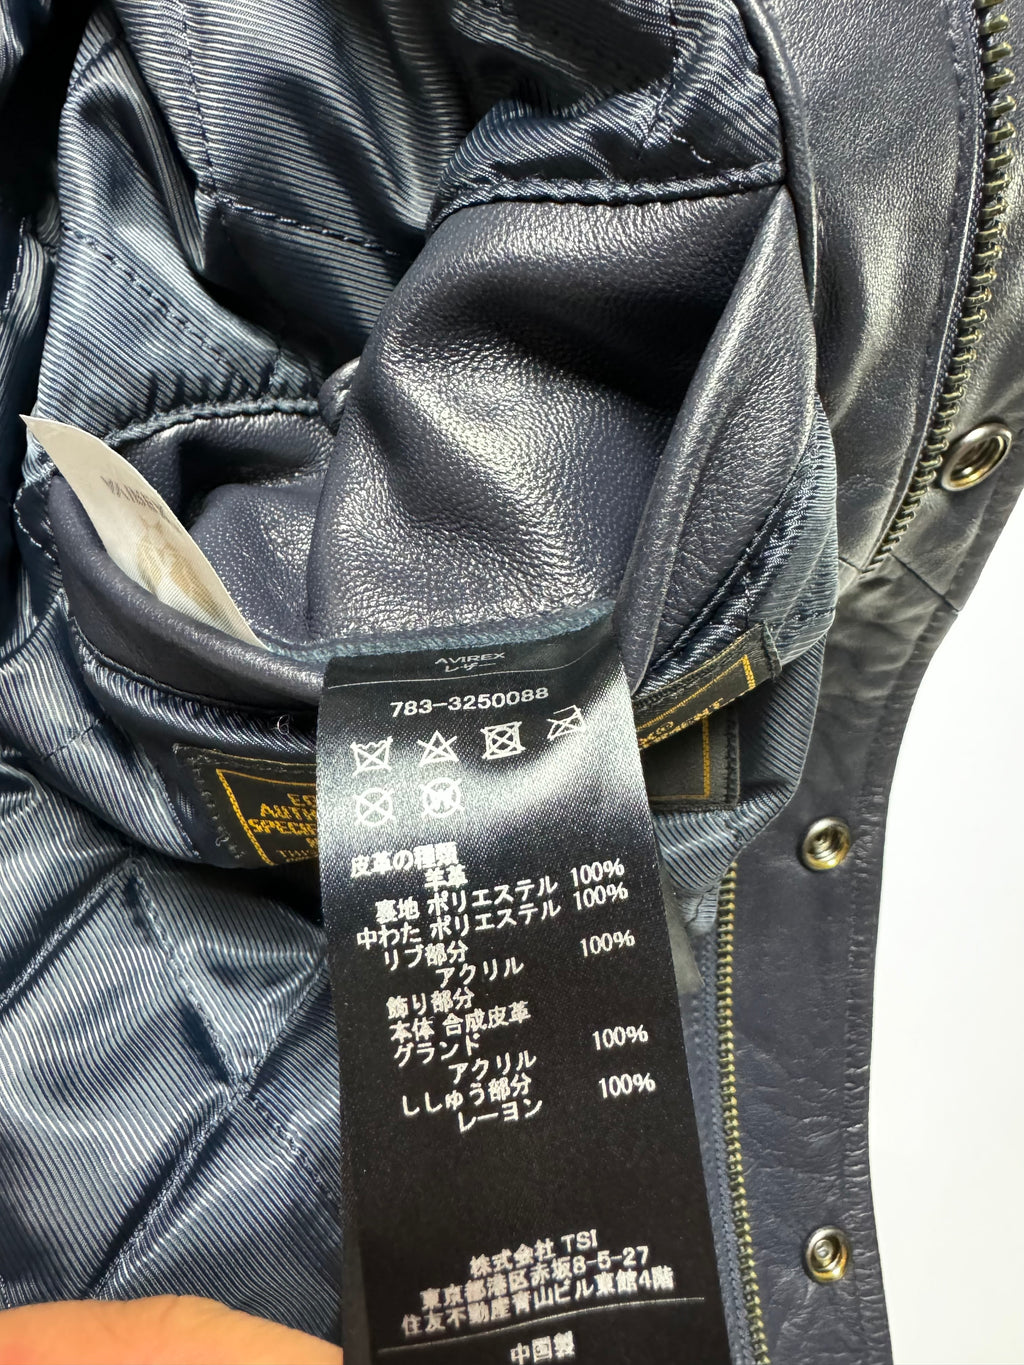 AVIREX
783-3250088
皮革の種類
羊革
裏地 ポリエステル 100%
中わた ポリエステル 100%
リブ部分
アクリル 100%
飾り部分
本体 合成皮革
グランド
アクリル 100%
ししゅう部分
レーヨン 100%
株式会社 TSI
東京都港区赤坂8-5-27
住友不動産青山ビル東館4階
中国製